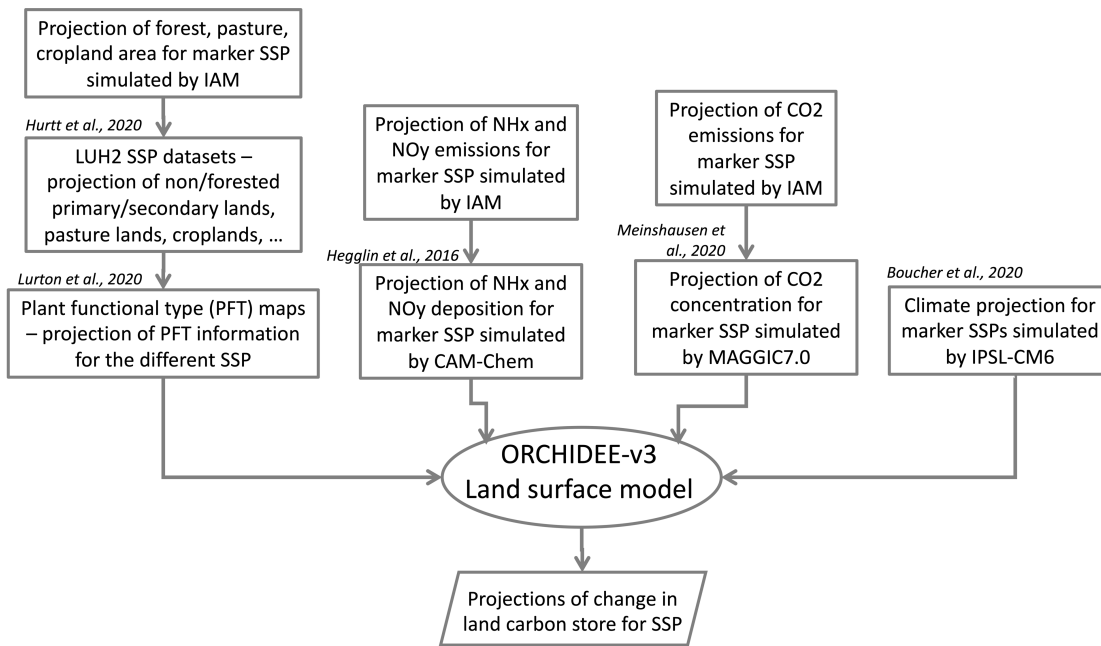 Projection of forest, pasture,
cropland area for marker SSP
simulated by IAM
Hurtt et al., 2020
LUH2 SSP datasets –
projection of non/forested
primary/secondary lands,
pasture lands, croplands, ...
Lurton et al., 2020
Plant functional type (PFT) maps
– projection of PFT information
for the different SSP
Projection of NHx and
NOy emissions for
marker SSP simulated
by IAM
Hegglin et al., 2016
Projection of NHx and
NOy deposition for
marker SSP simulated
by CAM-Chem
Projection of CO2
emissions for
marker SSP
simulated by IAM
Meinshausen et
al., 2020
Projection of CO2
concentration for
marker SSP simulated
by MAGGIC7.0
Boucher et al., 2020
Climate projection for
marker SSPs simulated
by IPSL-CM6
ORCHIDEE-v3
Land surface model
Projections of change in
land carbon store for SSP